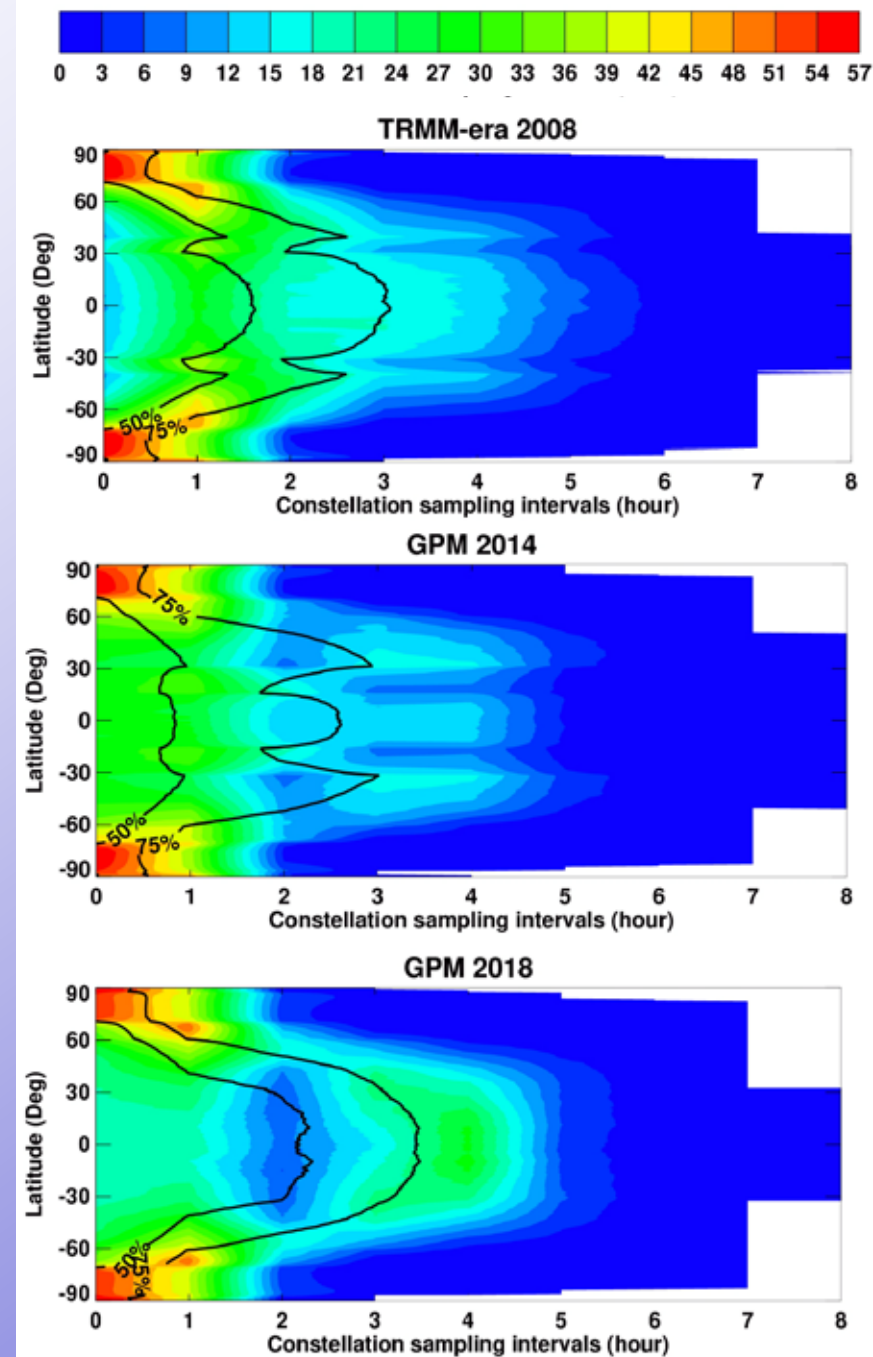 0 3 6 9 12 15 18 21 24 27 30 33 36 39 42 45 48 51 54 57
TRMM-era 2008
Latitude (Deg)
90
60
30
0
-30
-60
-90
50%
75%
0 1 2 3 4 5 6 7 8
Constellation sampling intervals (hour)
GPM 2014
Latitude (Deg)
90
60
30
0
-30
-60
-90
75%
50%
75%
0 1 2 3 4 5 6 7 8
Constellation sampling intervals (hour)
GPM 2018
Latitude (Deg)
90
60
30
0
-30
-60
-90
50%
75%
0 1 2 3 4 5 6 7 8
Constellation sampling intervals (hour)